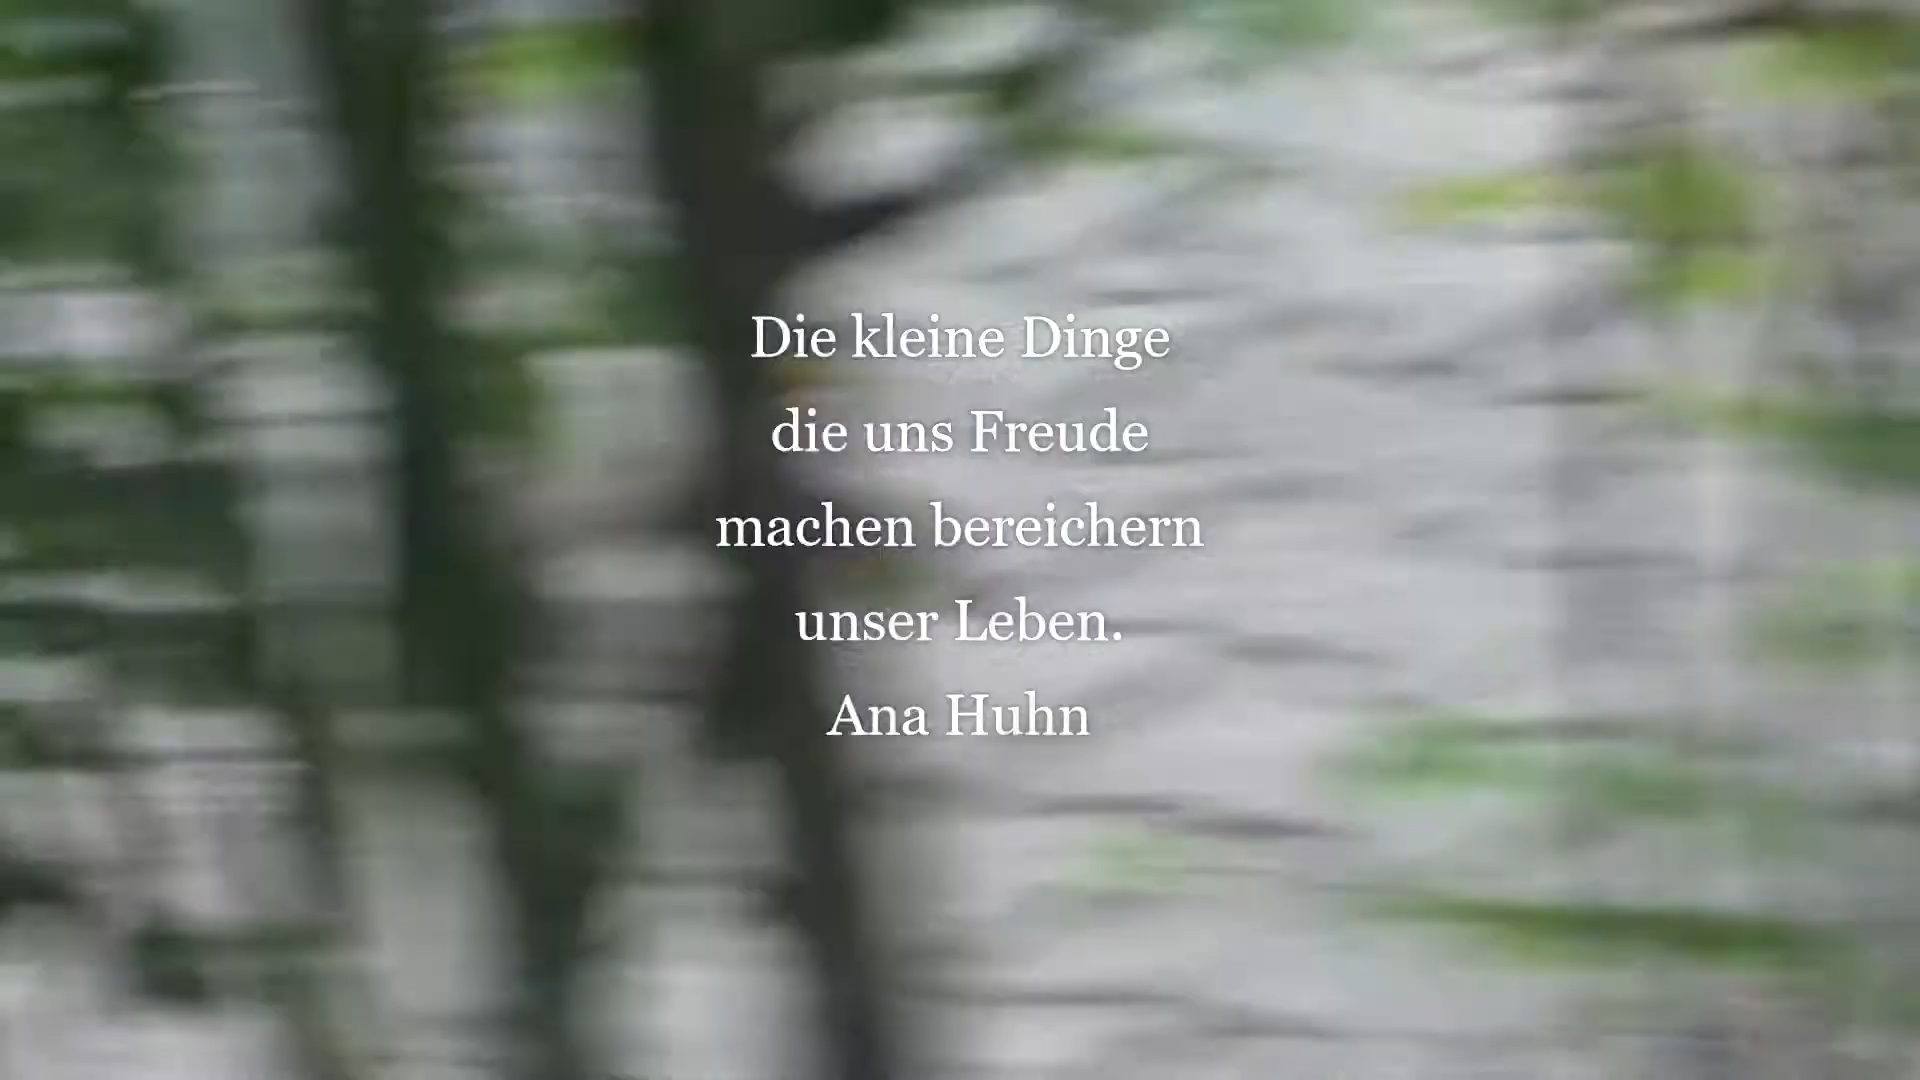 Die kleine Dinge
die uns Freude
machen bereichern
unser Leben.
Ana Huhn